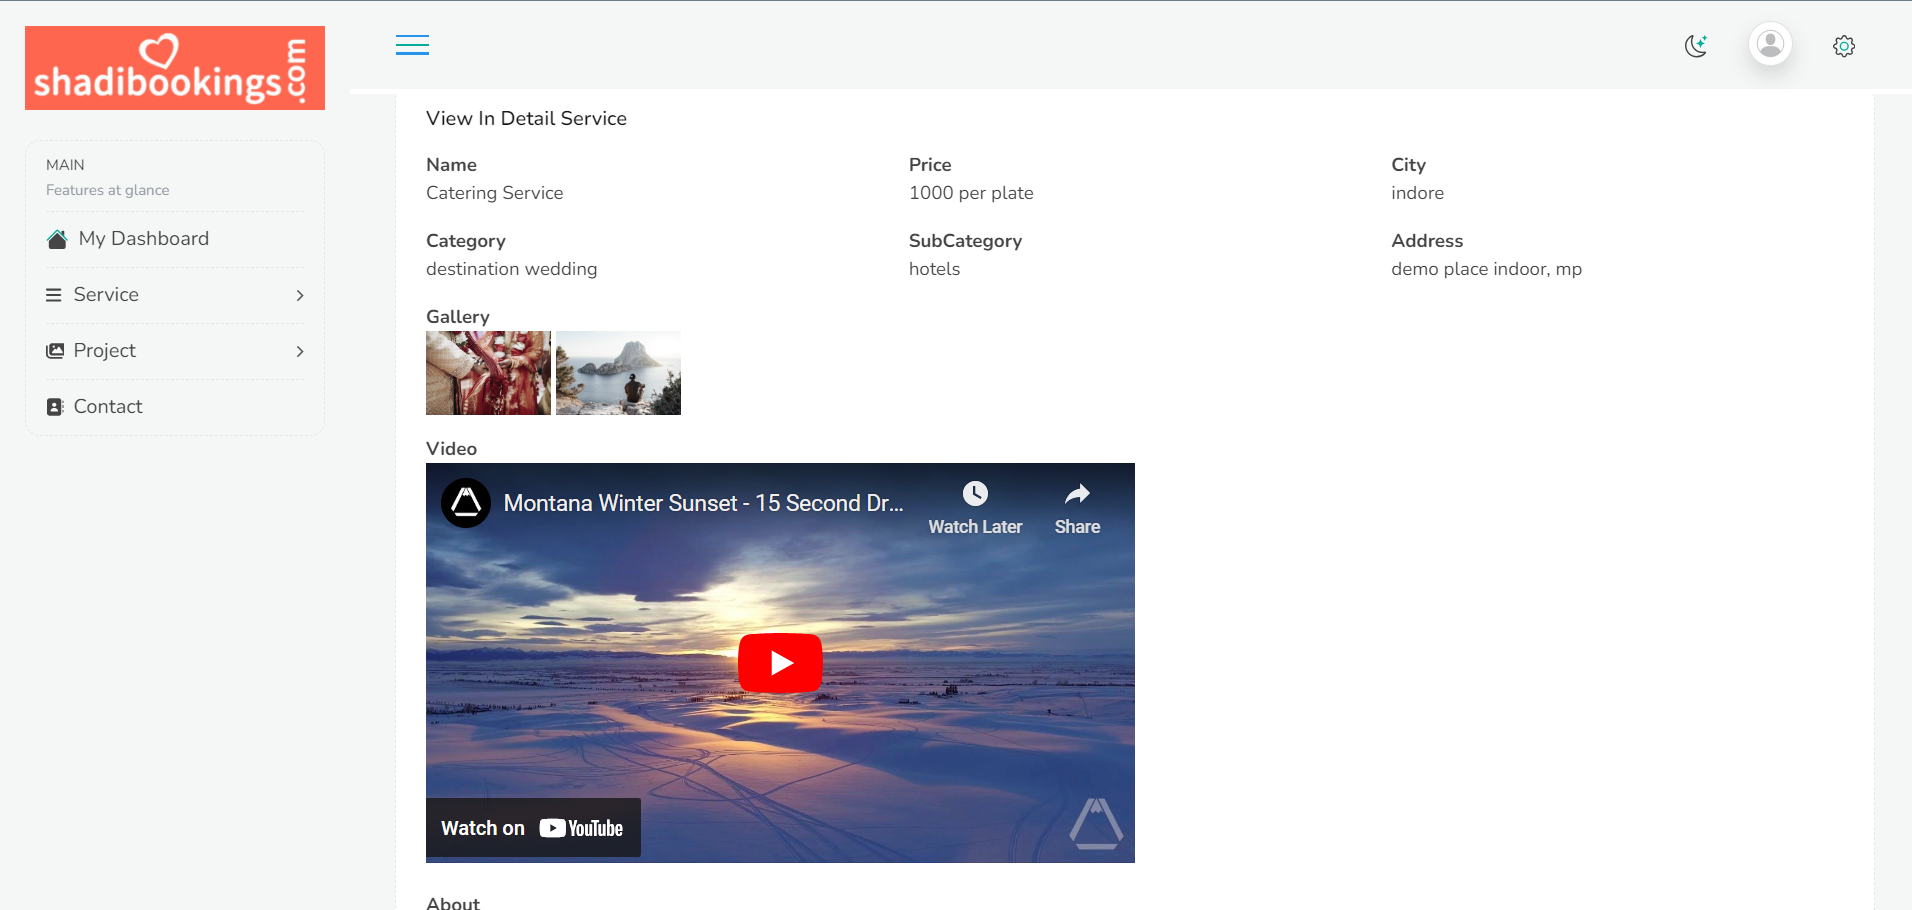 shadibookings.com
MAIN
Features at glance
My Dashboard
Service
Project
Contact
View In Detail Service
Name
Catering Service
Price
1000 per plate
City
indore
Category
destination wedding
SubCategory
hotels
Address
demo place indoor, mp
Gallery
Video
Montana Winter Sunset - 15 Second Dr...
Watch Later
Share
Watch on YouTube
About